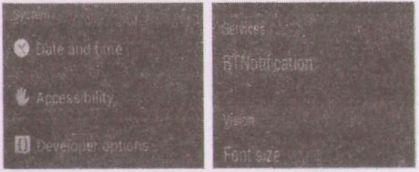 System
Date and time
Accessibility
Developer options
Services
BTNotification
Vision
Font size